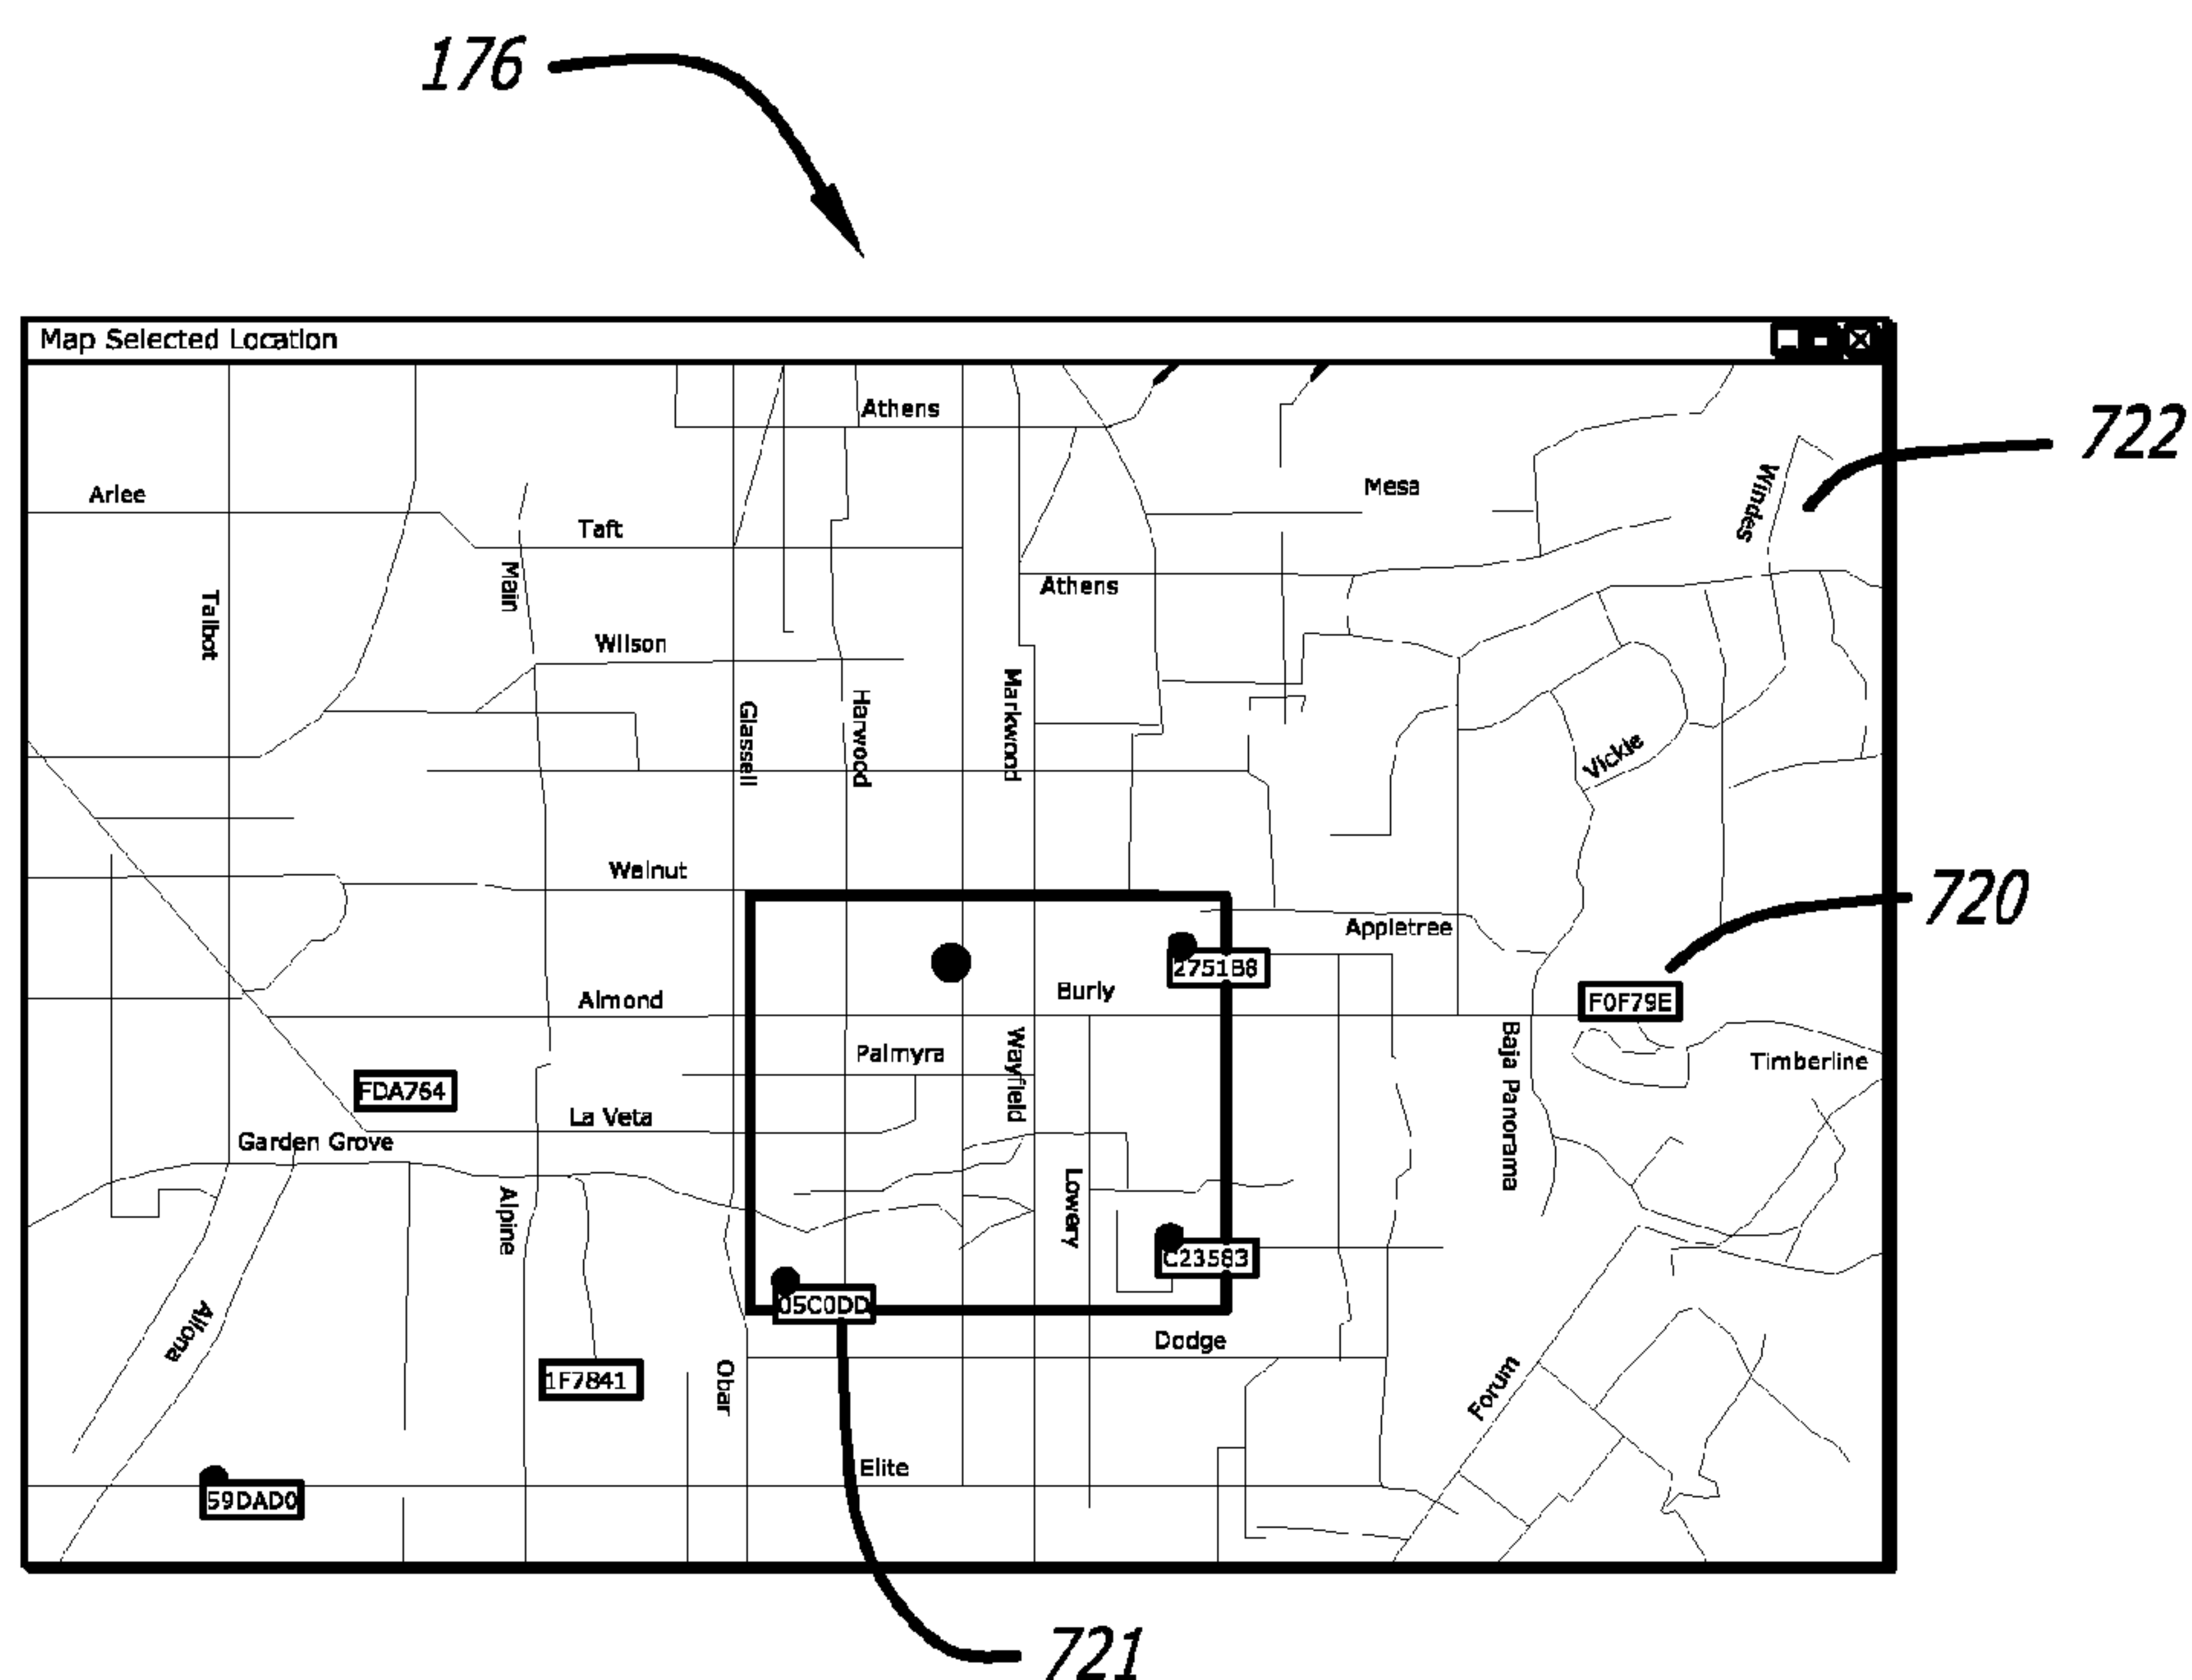 176
Map Selected Location
Athens
722
Mesa
Arlee
Windes
Taft
Main
Athens
Talbot
Wilson
Markwood
Glassell
Harwood
Vickie
Walnut
720
Appletree
2751B8
Burly
Almond
F0F79E
Palmyra
Wayfield
Baja Panorama
Timberline
FDA764
La Veta
Garden Grove
Lowery
Alpine
C23583
05C0DD
Allona
Dodge
Obar
Forum
1F7841
Elite
59DAD0
721